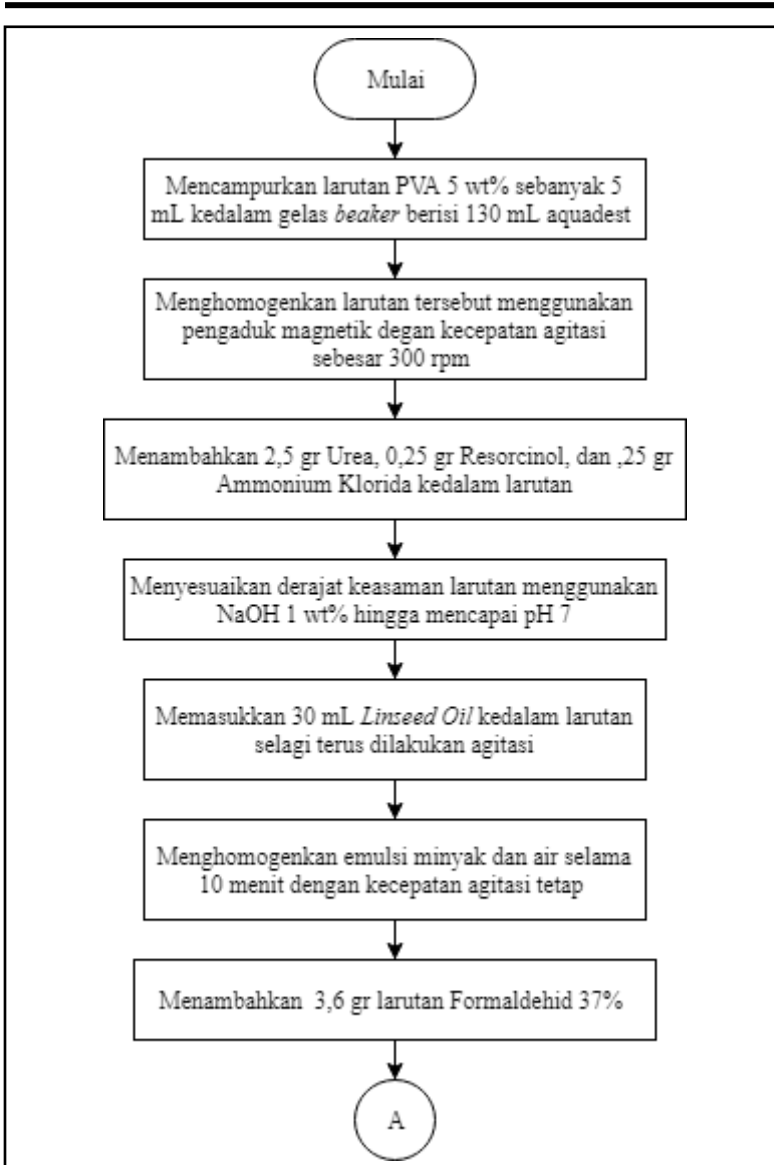 Mulai
Mencampurkan larutan PVA 5 wt% sebanyak 5
mL kedalam gelas beaker berisi 130 mL aquadest
Menghomogenkan larutan tersebut menggunakan
pengaduk magnetik degan kecepatan agitasi
sebesar 300 rpm
Menambahkan 2,5 gr Urea, 0,25 gr Resorcinol, dan ,25 gr
Ammonium Klorida kedalam larutan
Menyesuaikan derajat keasaman larutan menggunakan
NaOH 1 wt% hingga mencapai pH 7
Memasukkan 30 mL Linseed Oil kedalam larutan
selagi terus dilakukan agitasi
Menghomogenkan emulsi minyak dan air selama
10 menit dengan kecepatan agitasi tetap
Menambahkan 3,6 gr larutan Formaldehid 37%
A